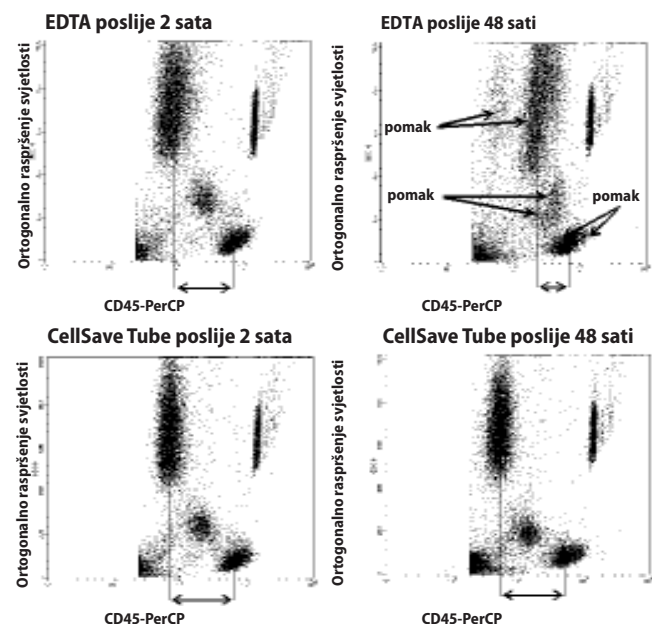 EDTA poslije 2 sata
Ortogonalno raspršenje svjetlosti
CD45-PerCP
EDTA poslije 48 sati
Ortogonalno raspršenje svjetlosti
pomak
pomak
pomak
CD45-PerCP
CellSave Tube poslije 2 sata
Ortogonalno raspršenje svjetlosti
CD45-PerCP
CellSave Tube poslije 48 sati
Ortogonalno raspršenje svjetlosti
CD45-PerCP